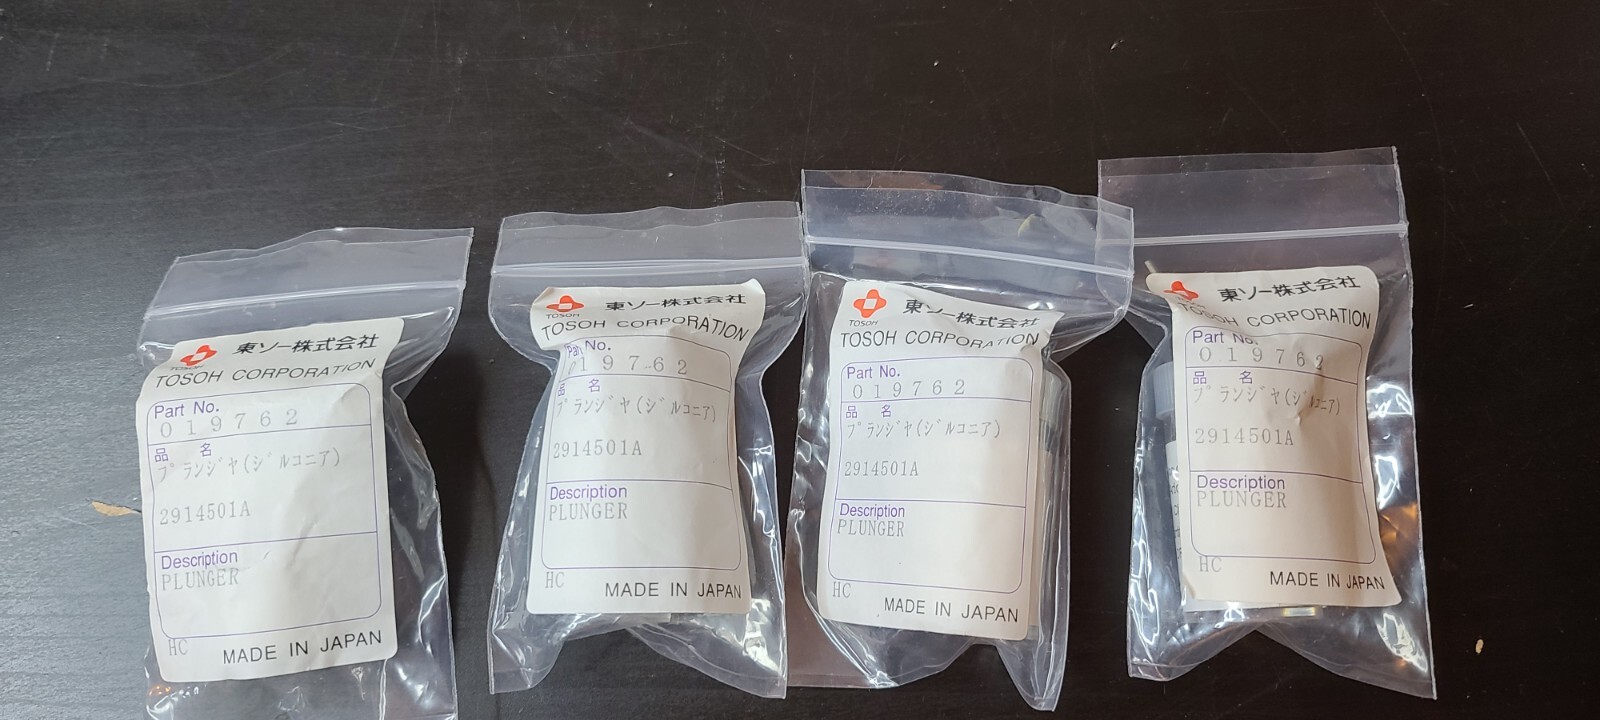 TOSOH
東ソー株式会社
TOSOH CORPORATION
Part No.
019762
品 名
プランジヤ(ジルコニア)
2914501A
Description
PLUNGER
HC
MADE IN JAPAN
TOSOH
東ソー株式会社
TOSOH CORPORATION
Part No.
019762
品 名
プランジヤ(ジルコニア)
2914501A
Description
PLUNGER
HC
MADE IN JAPAN
TOSOH
東ソー株式会社
TOSOH CORPORATION
Part No.
019762
品 名
プランジヤ(ジルコニア)
2914501A
Description
PLUNGER
HC
MADE IN JAPAN
東ソー株式会社
TOSOH CORPORATION
Part No.
019762
品 名
プランジヤ(ジルコニア)
2914501A
Description
PLUNGER
HC
MADE IN JAPAN